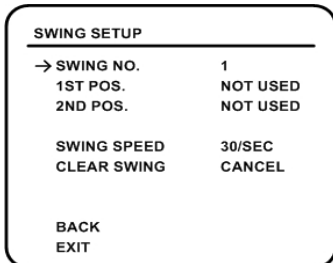 SWING SETUP
→ SWING NO. 1
1ST POS. NOT USED
2ND POS. NOT USED
SWING SPEED 30/SEC
CLEAR SWING CANCEL
BACK
EXIT